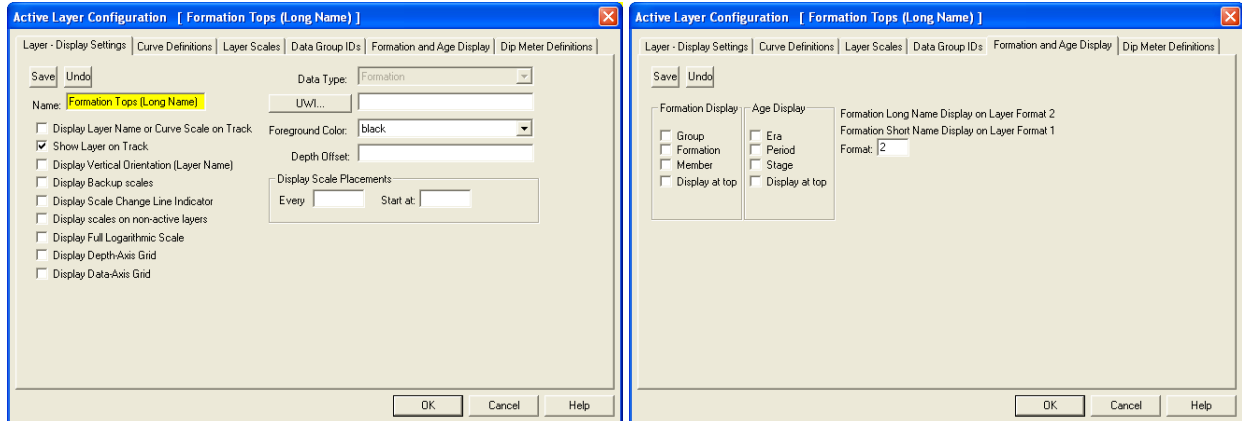 Active Layer Configuration [ Formation Tops (Long Name) ]
Layer - Display Settings Curve Definitions Layer Scales Data Group IDs Formation and Age Display Dip Meter Definitions
Save Undo
Name: Formation Tops (Long Name)
Display Layer Name or Curve Scale on Track
Show Layer on Track
Display Vertical Orientation (Layer Name)
Display Backup scales
Display Scale Change Line Indicator
Display scales on non-active layers
Display Full Logarithmic Scale
Display Depth-Axis Grid
Display Data-Axis Grid
Data Type: Formation
UWI...
Foreground Color: black
Depth Offset:
Display Scale Placements
Every Start at:
OK Cancel Help
Active Layer Configuration [ Formation Tops (Long Name) ]
Layer - Display Settings Curve Definitions Layer Scales Data Group IDs Formation and Age Display Dip Meter Definitions
Save Undo
Formation Display
Group
Formation
Member
Display at top
Age Display
Era
Period
Stage
Display at top
Formation Long Name Display on Layer Format 2
Formation Short Name Display on Layer Format 1
Format: 2
OK Cancel Help